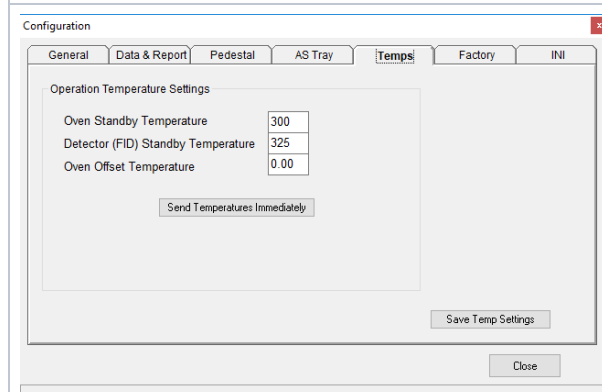 Configuration
x
General Data & Report Pedestal AS Tray Temps Factory INI
Operation Temperature Settings
Oven Standby Temperature 300
Detector (FID) Standby Temperature 325
Oven Offset Temperature 0.00
Send Temperatures Immediately
Save Temp Settings
Close